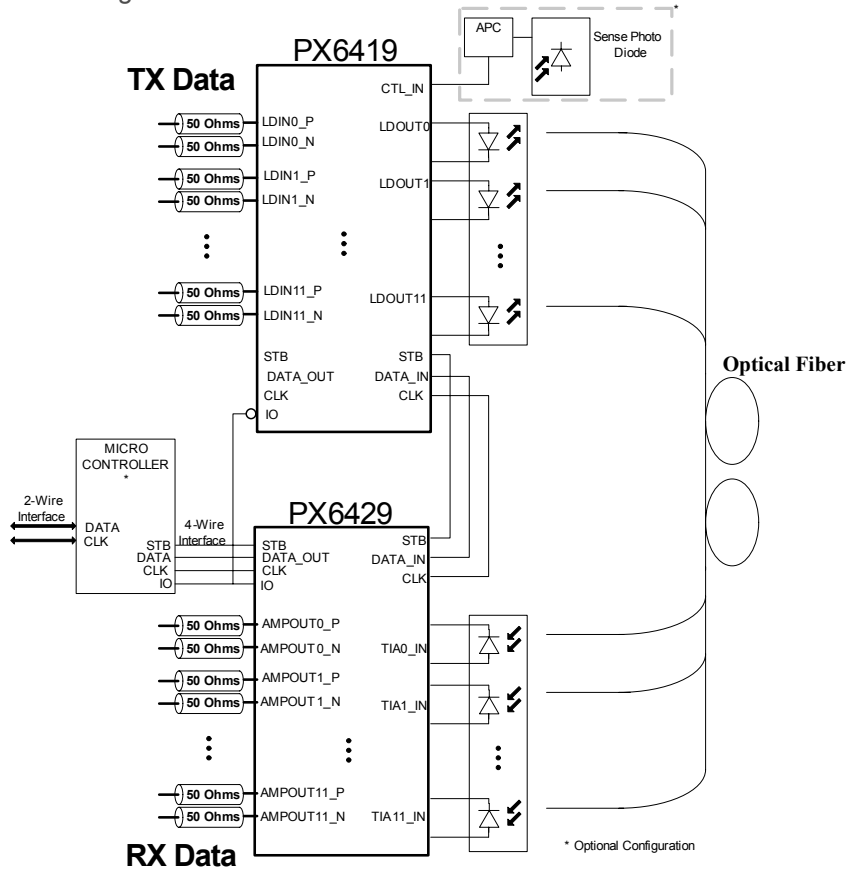 *
APC
Sense Photo
Diode
PX6419
TX Data
CTL_IN
50 Ohms
LDIN0_P
LDOUT0
50 Ohms
LDIN0_N
50 Ohms
LDIN1_P
LDOUT1
50 Ohms
LDIN1_N
50 Ohms
LDIN11_P
LDOUT11
50 Ohms
LDIN11_N
STB
STB
DATA_OUT
DATA_IN
CLK
CLK
IO
Optical Fiber
MICRO
CONTROLLER
*
2-Wire
Interface
DATA
CLK
STB
DATA
CLK
IO
4-Wire
Interface
PX6429
STB
STB
DATA_OUT
DATA_IN
CLK
CLK
IO
50 Ohms
AMPOUT0_P
50 Ohms
AMPOUT0_N
TIA0_IN
50 Ohms
AMPOUT1_P
50 Ohms
AMPOUT1_N
TIA1_IN
50 Ohms
AMPOUT11_P
50 Ohms
AMPOUT11_N
TIA11_IN
RX Data
* Optional Configuration